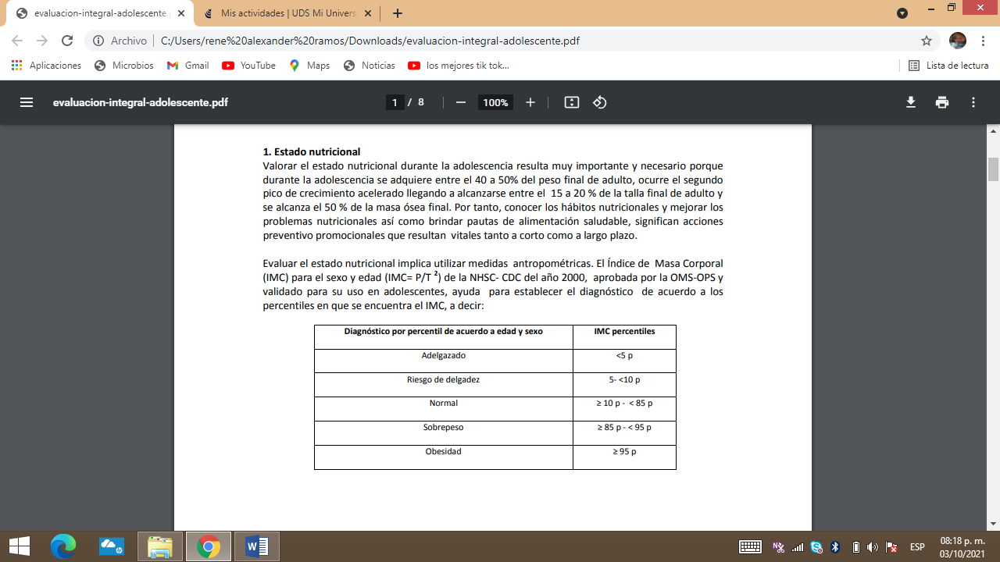 evaluacion-integral-adolescente.
Mis actividades | UDS Mi Univers
Archivo
C:/Users/rene%20alexander%20ramos/Downloads/evaluacion-integral-adolescente.pdf
Aplicaciones Microbios Gmail YouTube Maps Noticias los mejores tik tok... Lista de lectura
evaluacion-integral-adolescente.pdf 1 / 8 100%
1. Estado nutricional
Valorar el estado nutricional durante la adolescencia resulta muy importante y necesario porque
durante la adolescencia se adquiere entre el 40 a 50% del peso final de adulto, ocurre el segundo
pico de crecimiento acelerado llegando a alcanzarse entre el 15 a 20 % de la talla final de adulto y
se alcanza el 50 % de la masa ósea final. Por tanto, conocer los hábitos nutricionales y mejorar los
problemas nutricionales así como brindar pautas de alimentación saludable, significan acciones
preventivo promocionales que resultan vitales tanto a corto como a largo plazo.
Evaluar el estado nutricional implica utilizar medidas antropométricas. El Índice de Masa Corporal
(IMC) para el sexo y edad (IMC= P/T ²) de la NHSC- CDC del año 2000, aprobada por la OMS-OPS y
validado para su uso en adolescentes, ayuda para establecer el diagnóstico de acuerdo a los
percentiles en que se encuentra el IMC, a decir:
Diagnóstico por percentil de acuerdo a edad y sexo IMC percentiles
Adelgazado <5 p
Riesgo de delgadez 5- <10 p
Normal ≥ 10 p - < 85 p
Sobrepeso ≥ 85 p - < 95 p
Obesidad ≥ 95 p
ESP
08:18 p. m.
03/10/2021